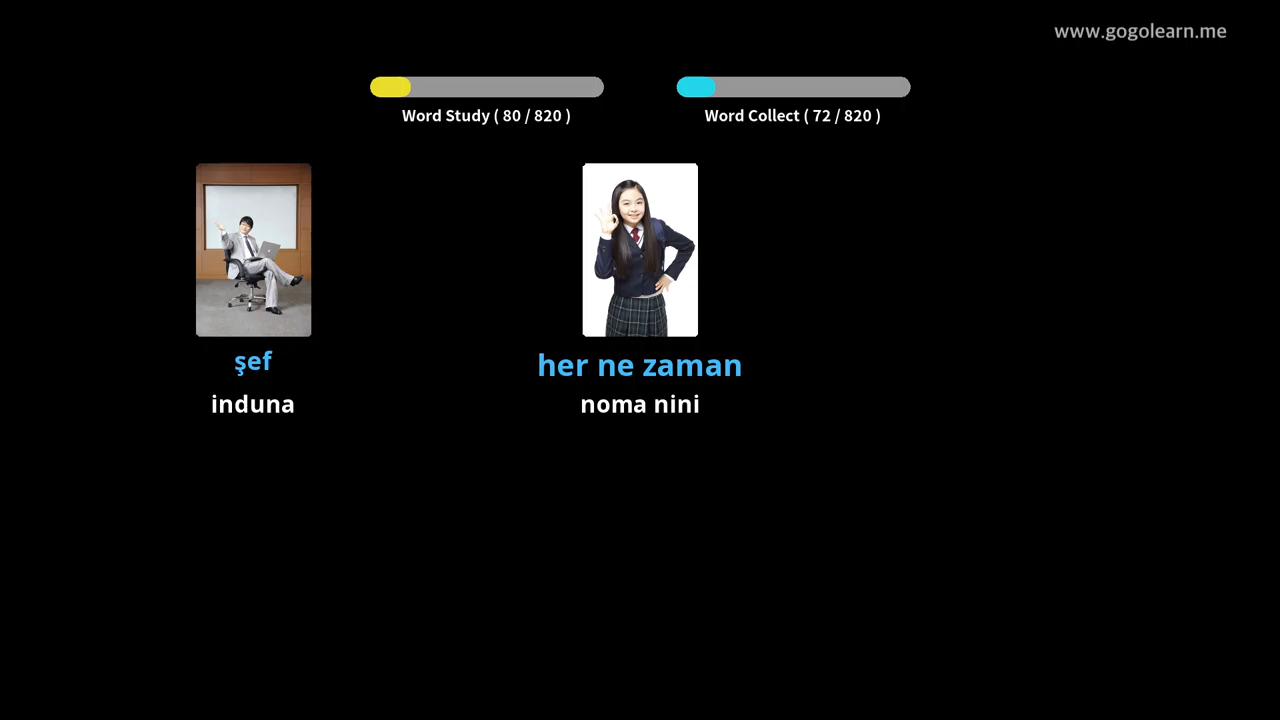 www.gogolearn.me
Word Study ( 80 / 820 )
Word Collect ( 72 / 820 )
şef
induna
her ne zaman
noma nini